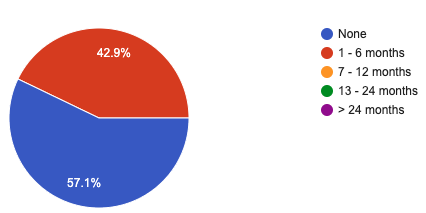 42.9%
57.1%
None
1 - 6 months
7 - 12 months
13 - 24 months
> 24 months